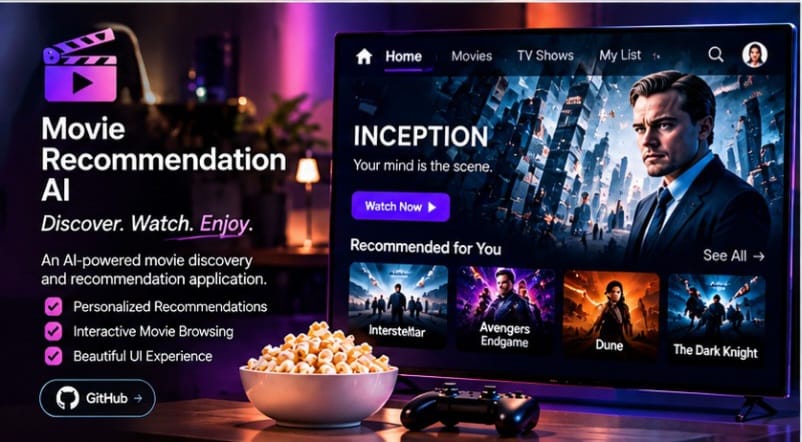 Movie
Recommendation
AI
Discover. Watch. Enjoy.
An AI-powered movie discovery
and recommendation application.
Personalized Recommendations
Interactive Movie Browsing
Beautiful UI Experience
GitHub →
Home
Movies
TV Shows
My List
INCEPTION
Your mind is the scene.
Watch Now
Recommended for You
See All →
Interstellar
Avengers
Endgame
Dune
The Dark Knight